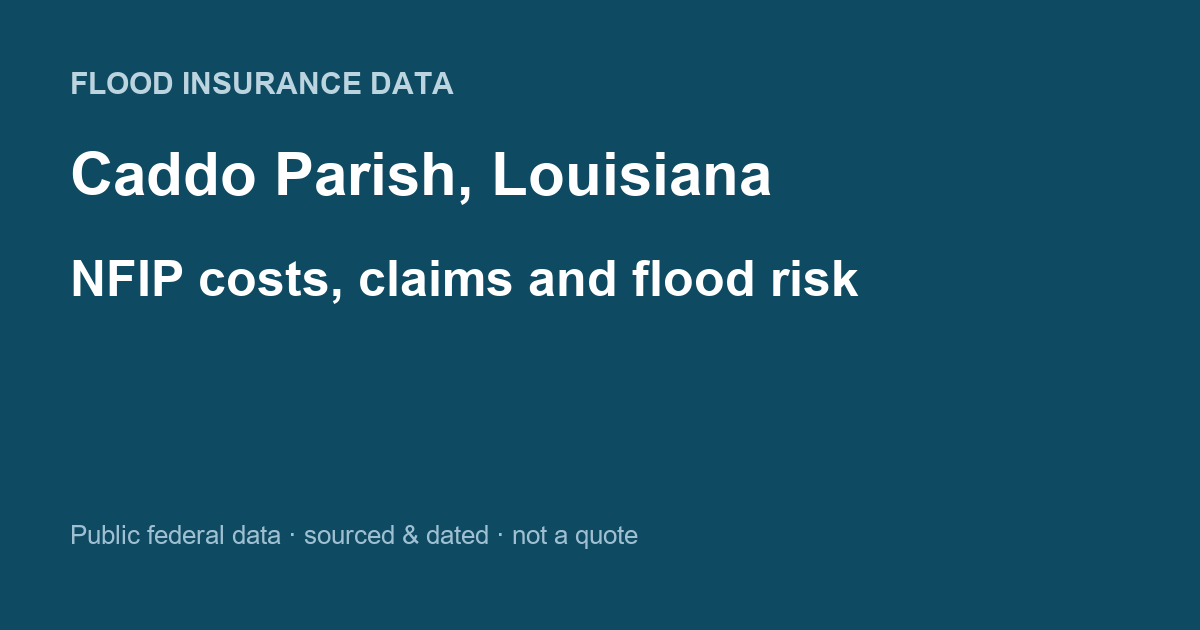 FLOOD INSURANCE DATA
Caddo Parish, Louisiana
NFIP costs, claims and flood risk
Public federal data · sourced & dated · not a quote